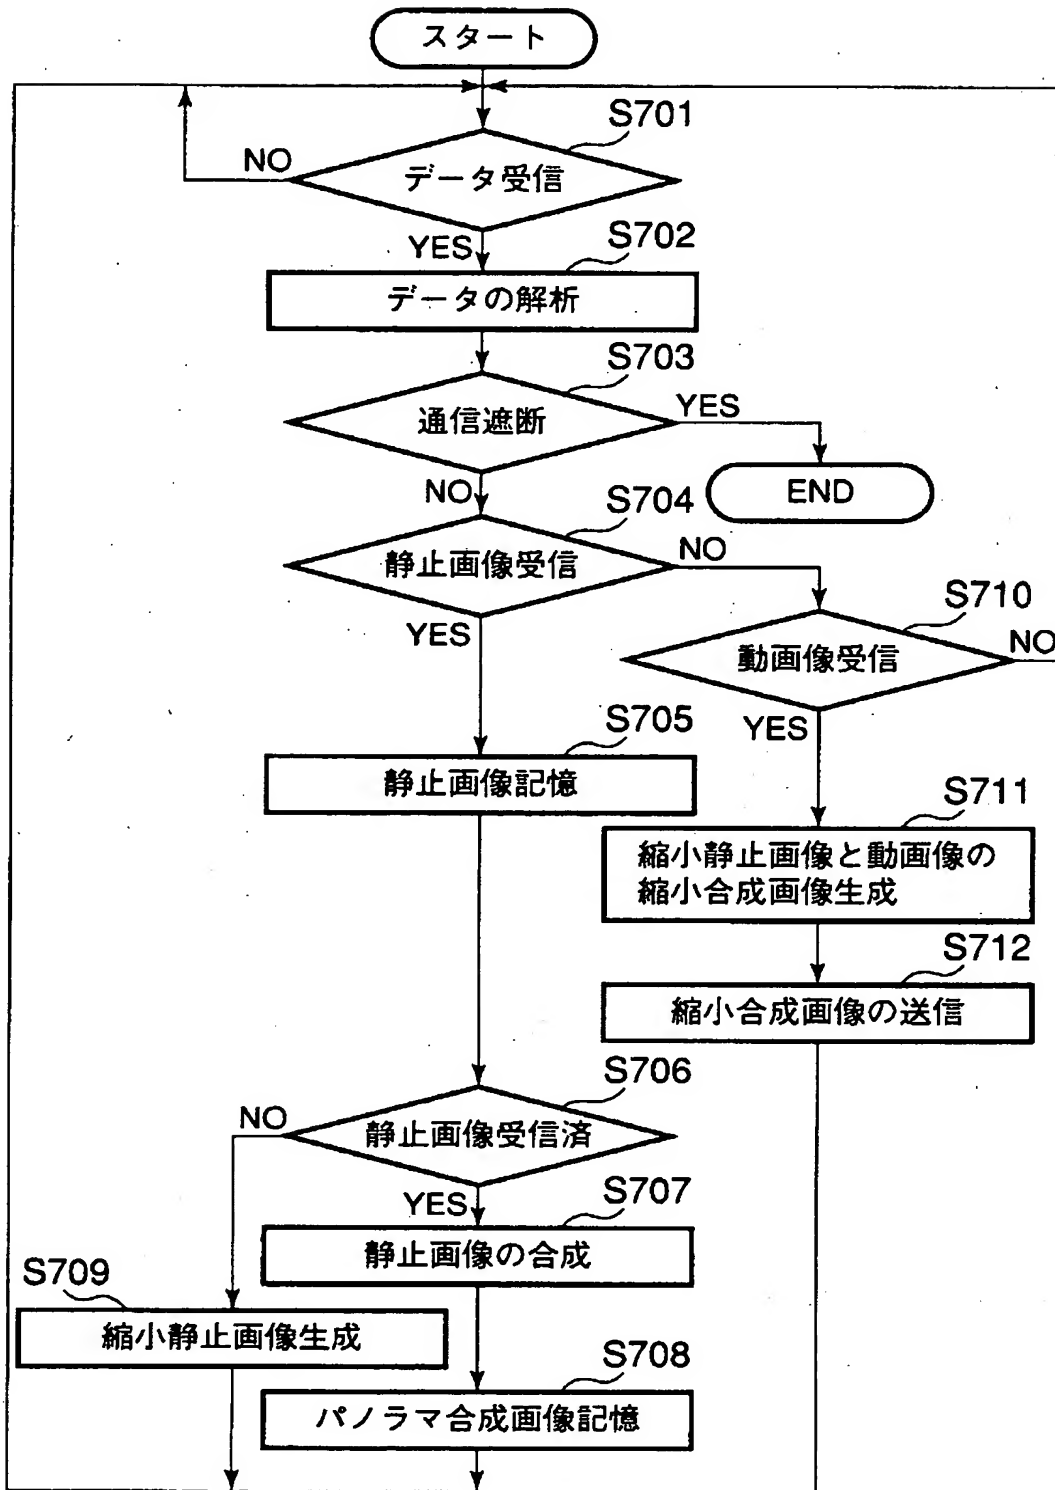 スタート
S701
データ受信
NO
YES
S702
データの解析
S703
通信遮断
YES
END
NO
S704
静止画像受信
NO
YES
S710
動画像受信
NO
YES
S705
静止画像記憶
S711
縮小静止画像と動画像の
縮小合成画像生成
S712
縮小合成画像の送信
S706
静止画像受信済
NO
YES
S707
静止画像の合成
S709
縮小静止画像生成
S708
パノラマ合成画像記憶